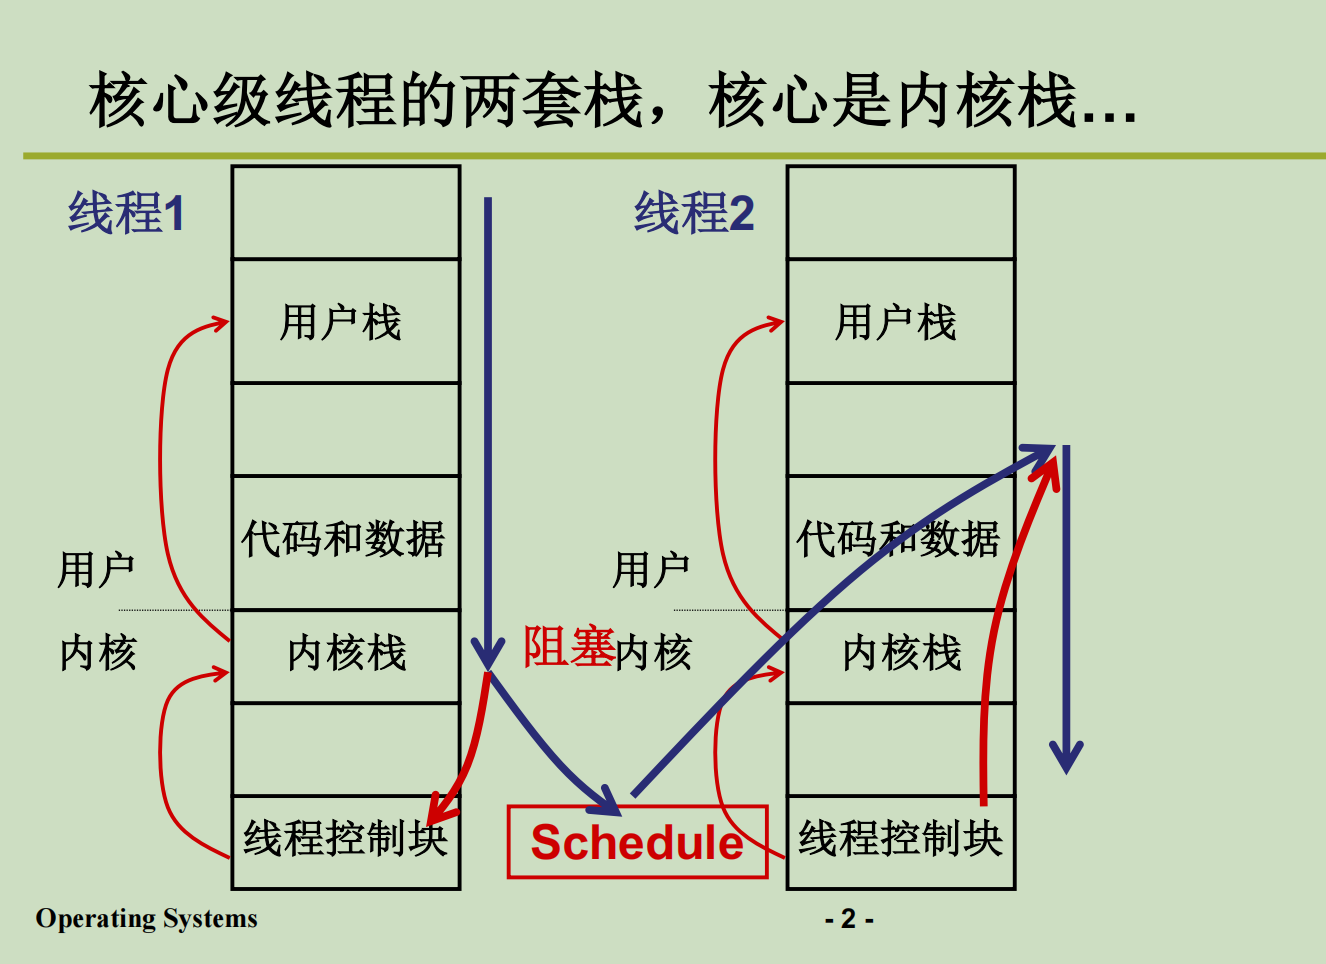 核心级线程的两套栈，核心是内核栈…
线程1
用户栈
代码和数据
用户
内核
内核栈
线程控制块
阻塞
Schedule
线程2
用户栈
代码和数据
用户
内核
内核栈
线程控制块
Operating Systems
- 2 -